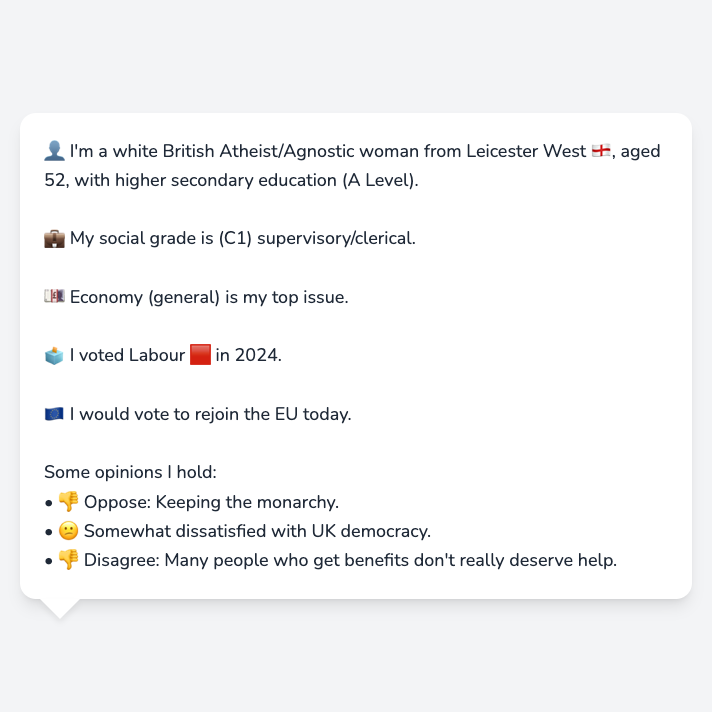 👤 I'm a white British Atheist/Agnostic woman from Leicester West 🏴󠁧󠁢󠁥󠁮󠁧󠁿, aged
52, with higher secondary education (A Level).
💼 My social grade is (C1) supervisory/clerical.
💷 Economy (general) is my top issue.
🗳️ I voted Labour 🟥 in 2024.
🇪🇺 I would vote to rejoin the EU today.
Some opinions I hold:
• 👎 Oppose: Keeping the monarchy.
• 🙁 Somewhat dissatisfied with UK democracy.
• 👎 Disagree: Many people who get benefits don't really deserve help.